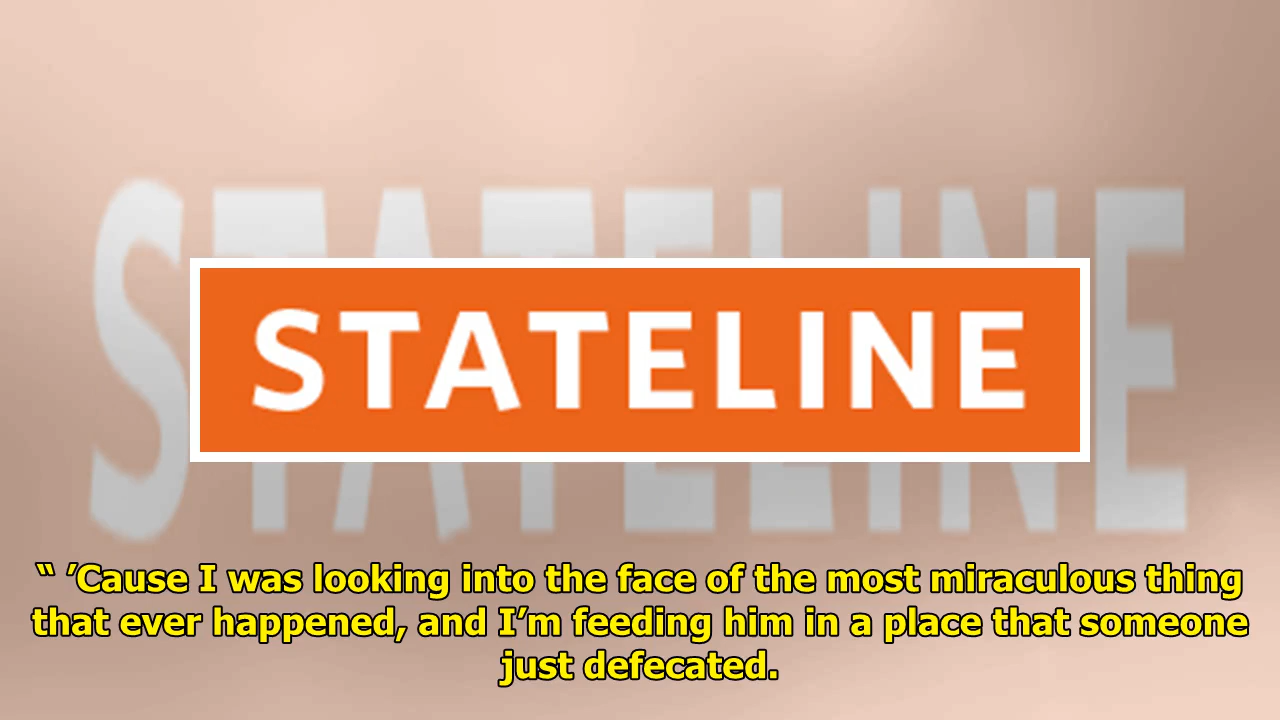 STATELINE
STATELINE
“ ’Cause I was looking into the face of the most miraculous thing
that ever happened, and I’m feeding him in a place that someone
just defecated.